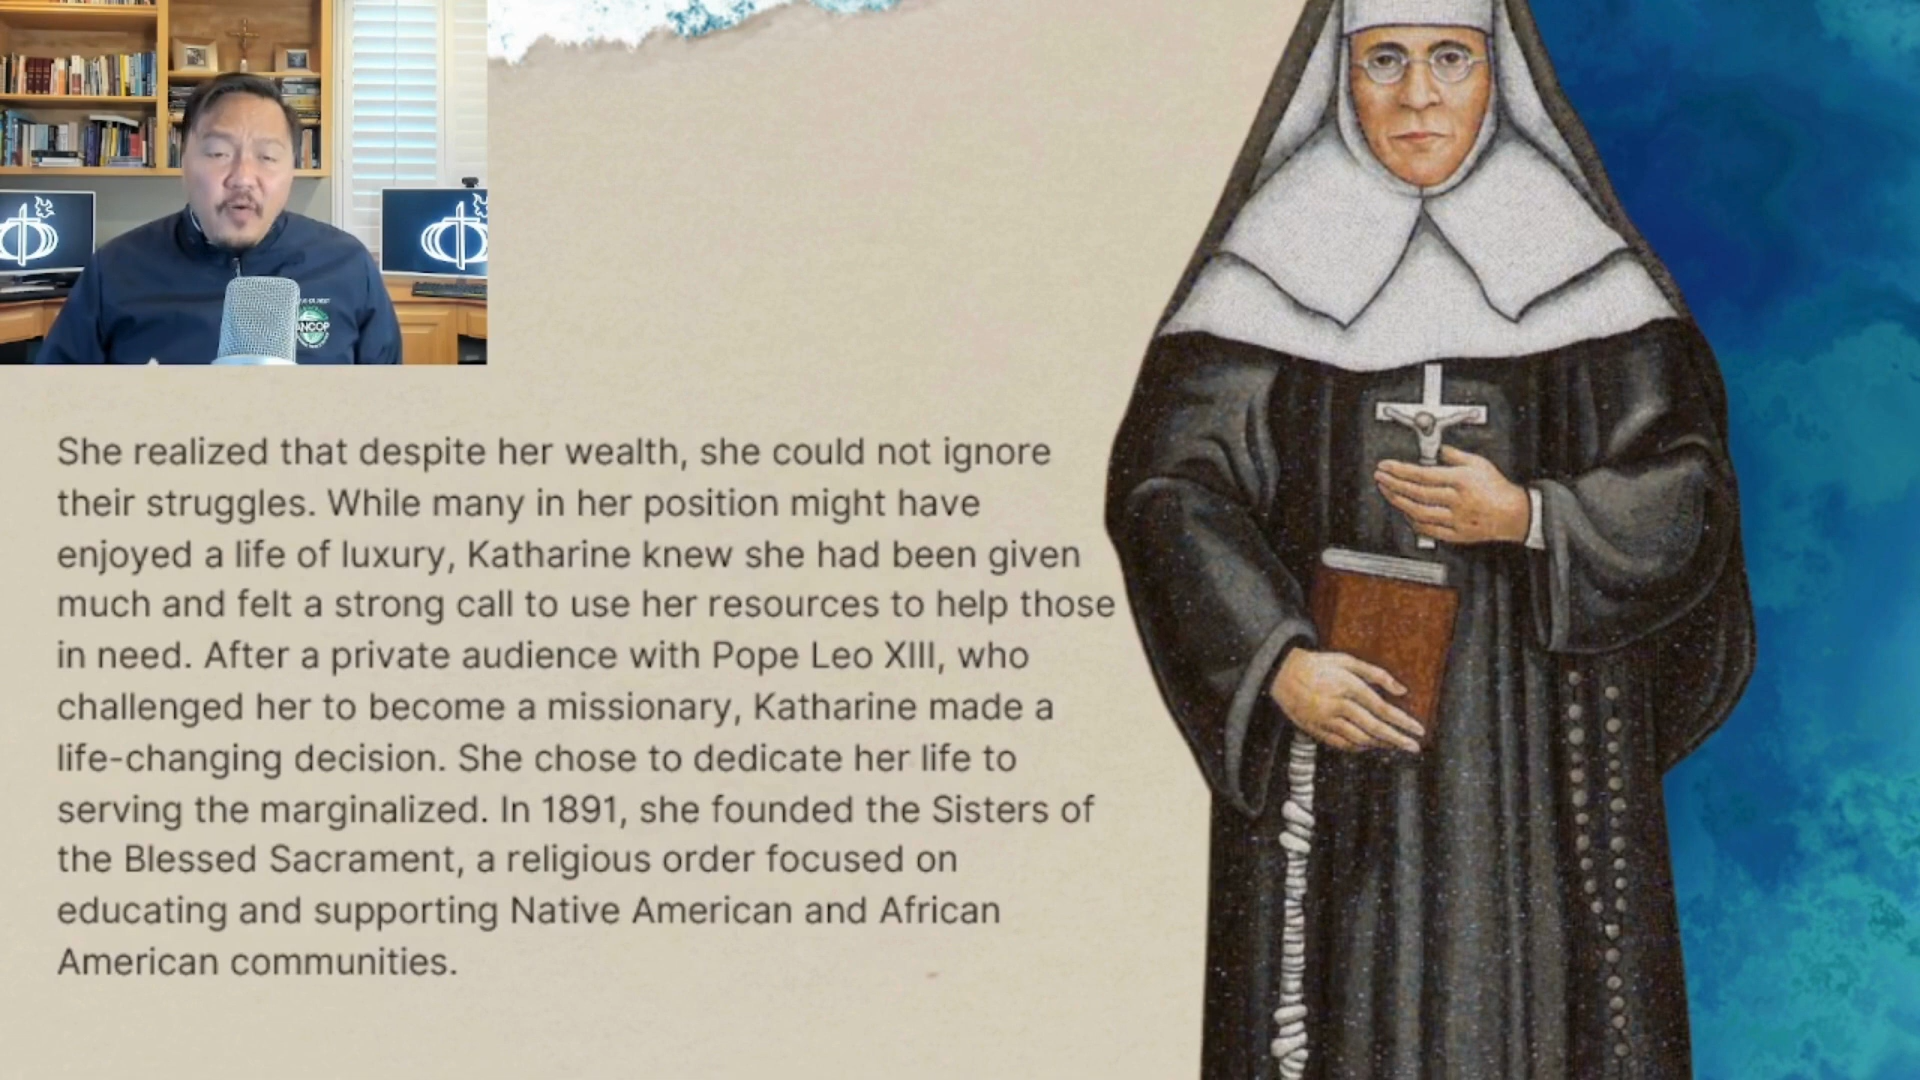 ANCOP
She realized that despite her wealth, she could not ignore
their struggles. While many in her position might have
enjoyed a life of luxury, Katharine knew she had been given
much and felt a strong call to use her resources to help those
in need. After a private audience with Pope Leo XIII, who
challenged her to become a missionary, Katharine made a
life-changing decision. She chose to dedicate her life to
serving the marginalized. In 1891, she founded the Sisters of
the Blessed Sacrament, a religious order focused on
educating and supporting Native American and African
American communities.